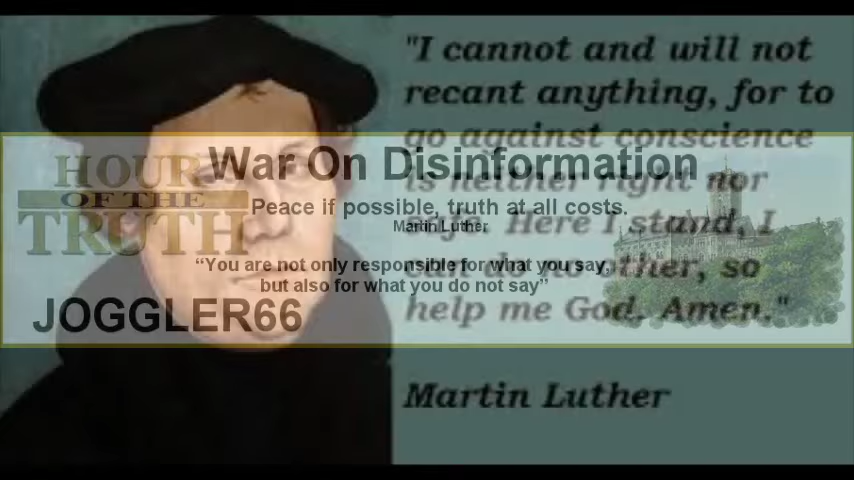 "I cannot and will not
recant anything, for to
go against conscience
is neither right nor
safe. Here I stand, I
can do no other, so
help me God. Amen."
Martin Luther
HOUR
OF THE
TRUTH
War On Disinformation
Peace if possible, truth at all costs.
Martin Luther
“You are not only responsible for what you say,
but also for what you do not say”
JOGGLER66